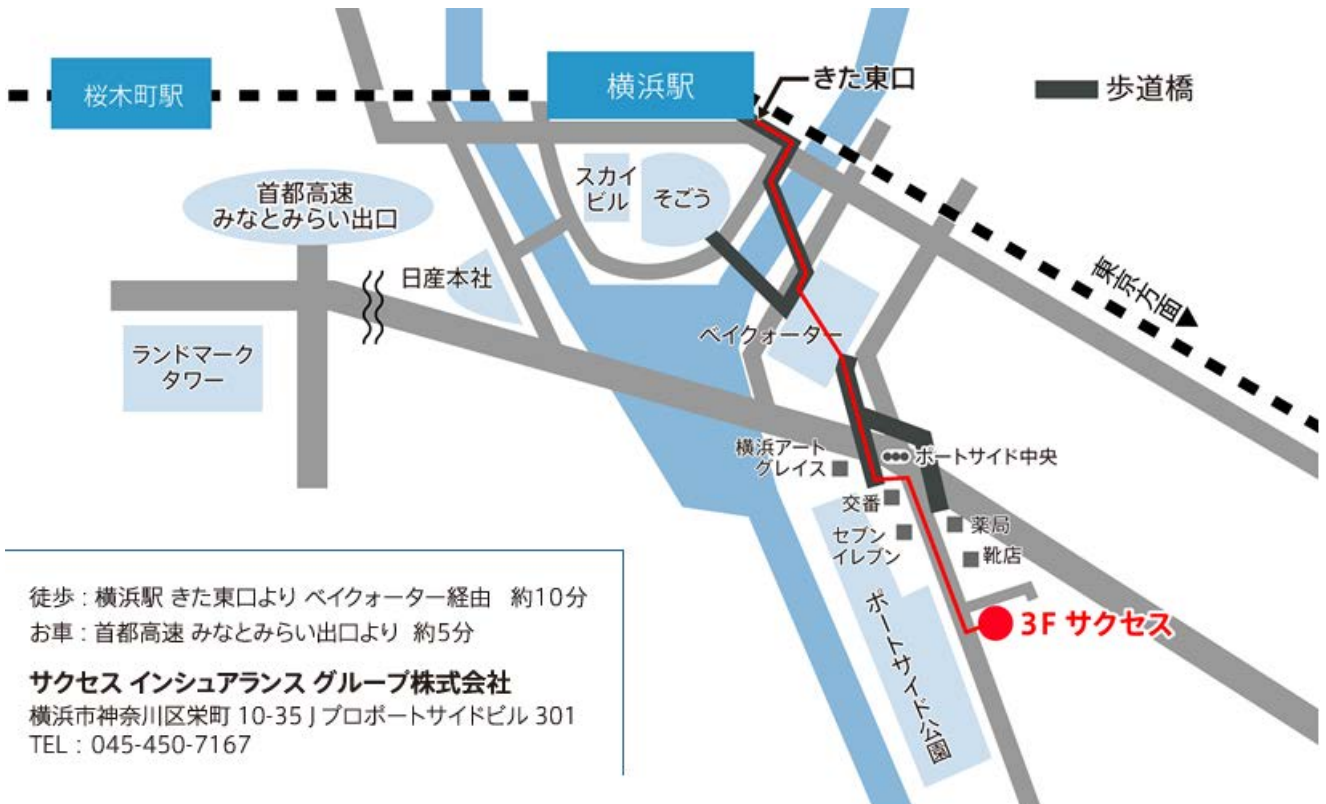 桜木町駅
横浜駅
きた東口
歩道橋
首都高速
みなとみらい出口
スカイ
ビル
そごう
日産本社
東京方面▶
ランドマーク
タワー
ベイクォーター
横浜アート
グレイス
ポートサイド中央
交番
薬局
セブン
イレブン
靴店
ポートサイド公園
3F サクセス
徒歩 : 横浜駅 きた東口より ベイクォーター経由 約10分
お車 : 首都高速 みなとみらい出口より 約5分
サクセス インシュアランス グループ株式会社
横浜市神奈川区栄町 10-35 J プロポートサイドビル 301
TEL : 045-450-7167